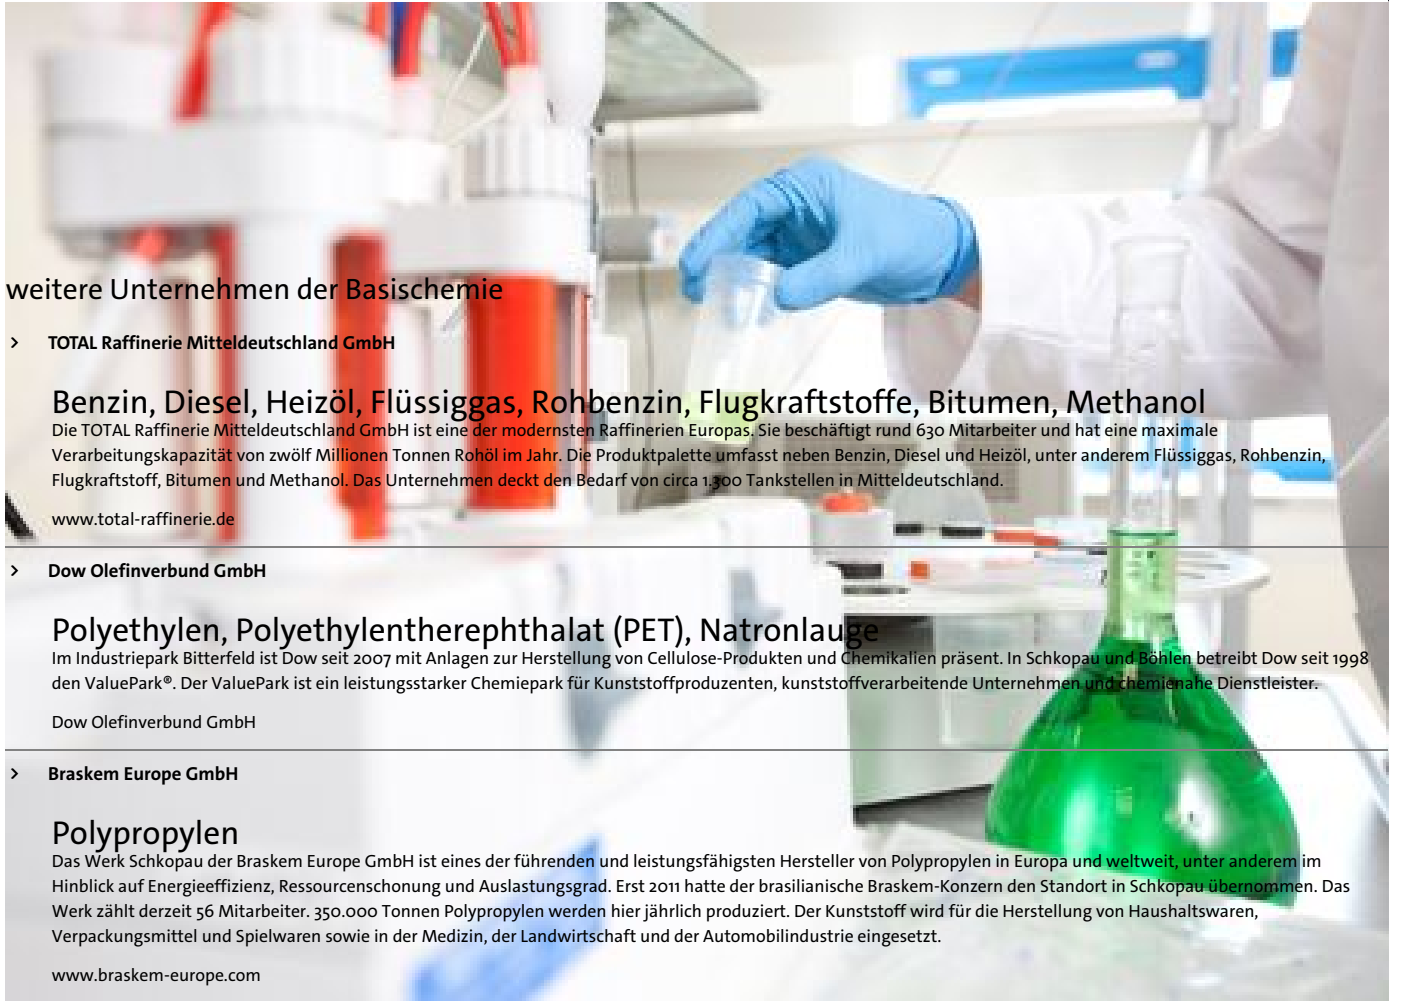 weitere Unternehmen der Basischemie
› TOTAL Raffinerie Mitteldeutschland GmbH
Benzin, Diesel, Heizöl, Flüssiggas, Rohbenzin, Flugkraftstoffe, Bitumen, Methanol
Die TOTAL Raffinerie Mitteldeutschland GmbH ist eine der modernsten Raffinerien Europas. Sie beschäftigt rund 630 Mitarbeiter und hat eine maximale
Verarbeitungskapazität von zwölf Millionen Tonnen Rohöl im Jahr. Die Produktpalette umfasst neben Benzin, Diesel und Heizöl, unter anderem Flüssiggas, Rohbenzin,
Flugkraftstoff, Bitumen und Methanol. Das Unternehmen deckt den Bedarf von circa 1.300 Tankstellen in Mitteldeutschland.
www.total-raffinerie.de
› Dow Olefinverbund GmbH
Polyethylen, Polyethylentherephthalat (PET), Natronlauge
Im Industriepark Bitterfeld ist Dow seit 2007 mit Anlagen zur Herstellung von Cellulose-Produkten und Chemikalien präsent. In Schkopau und Böhlen betreibt Dow seit 1998
den ValuePark®. Der ValuePark ist ein leistungsstarker Chemiepark für Kunststoffproduzenten, kunststoffverarbeitende Unternehmen und chemienahe Dienstleister.
Dow Olefinverbund GmbH
› Braskem Europe GmbH
Polypropylen
Das Werk Schkopau der Braskem Europe GmbH ist eines der führenden und leistungsfähigsten Hersteller von Polypropylen in Europa und weltweit, unter anderem im
Hinblick auf Energieeffizienz, Ressourcenschonung und Auslastungsgrad. Erst 2011 hatte der brasilianische Braskem-Konzern den Standort in Schkopau übernommen. Das
Werk zählt derzeit 56 Mitarbeiter. 350.000 Tonnen Polypropylen werden hier jährlich produziert. Der Kunststoff wird für die Herstellung von Haushaltswaren,
Verpackungsmittel und Spielwaren sowie in der Medizin, der Landwirtschaft und der Automobilindustrie eingesetzt.
www.braskem-europe.com